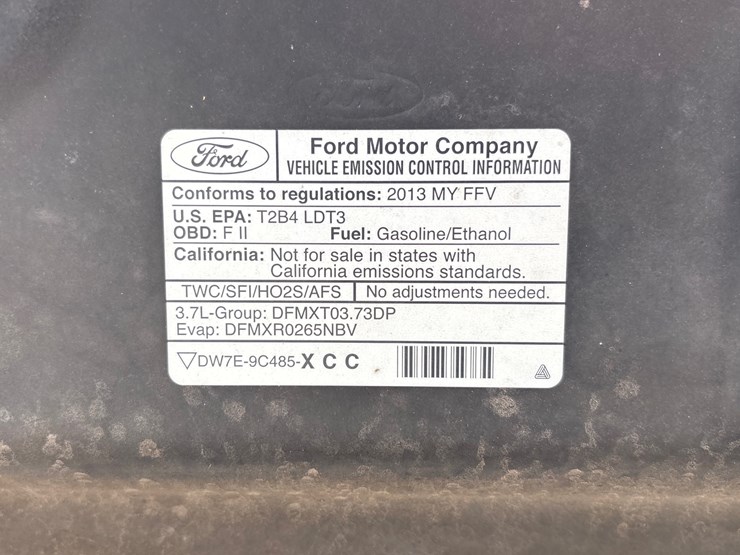 Ford
Ford Motor Company
VEHICLE EMISSION CONTROL INFORMATION
Conforms to regulations: 2013 MY FFV
U.S. EPA: T2B4 LDT3
OBD: F II Fuel: Gasoline/Ethanol
California: Not for sale in states with
California emissions standards.
TWC/SFI/HO2S/AFS No adjustments needed.
3.7L-Group: DFMXT03.73DP
Evap: DFMXR0265NBV
▽DW7E-9C485-X C C